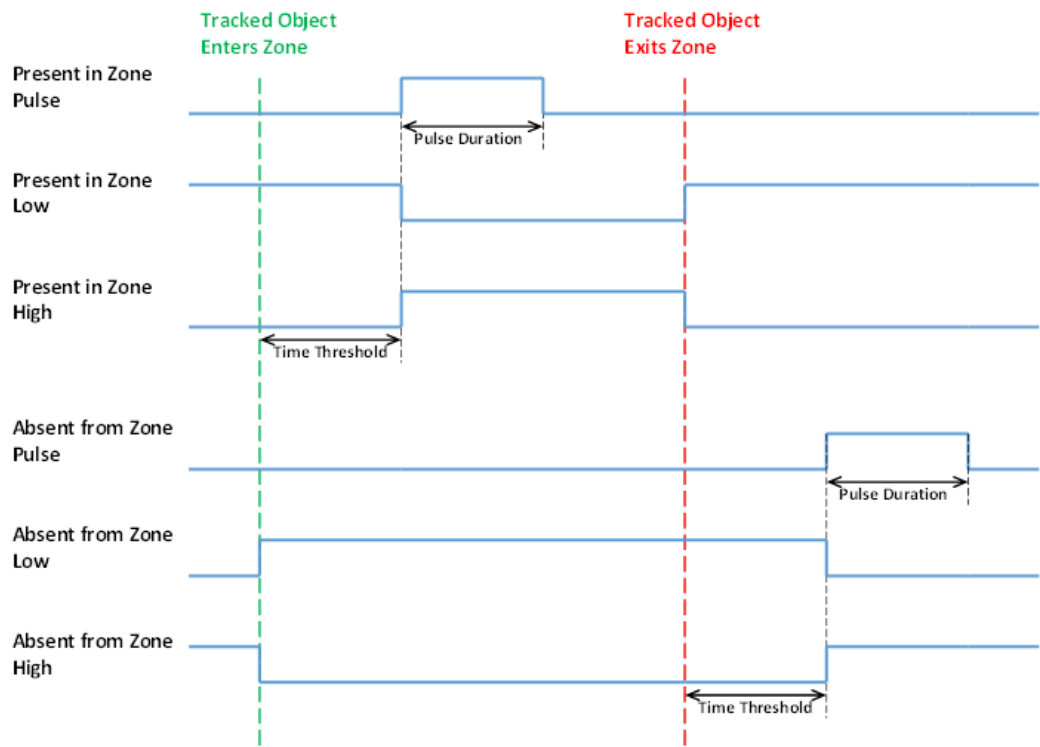 Tracked Object
Enters Zone
Tracked Object
Exits Zone
Present in Zone
Pulse
Pulse Duration
Present in Zone
Low
Present in Zone
High
Time Threshold
Absent from Zone
Pulse
Pulse Duration
Absent from Zone
Low
Absent from Zone
High
Time Threshold